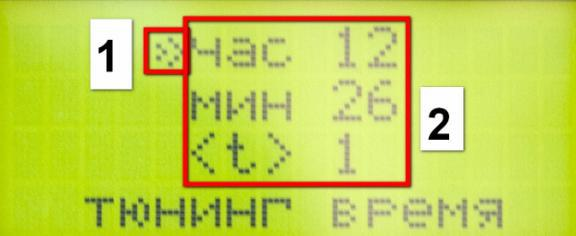 1
»час 12
мин 26
<t> 1
2
тюнинг время